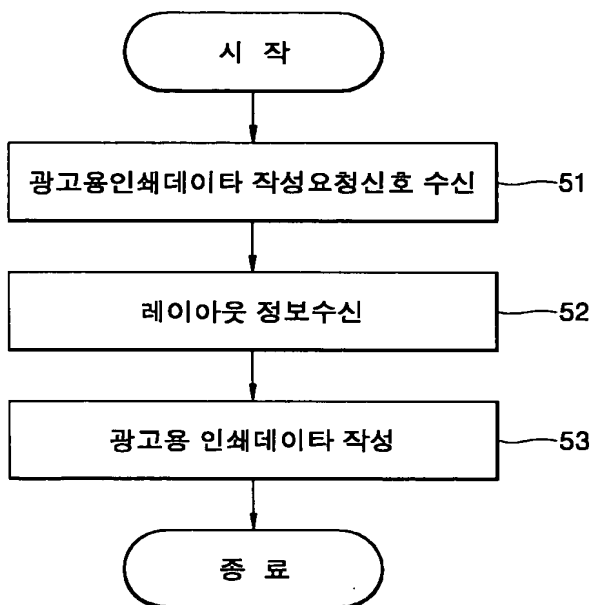 시 작
광고용인쇄데이타 작성요청신호 수신 51
레이아웃 정보수신 52
광고용 인쇄데이타 작성 53
종 료